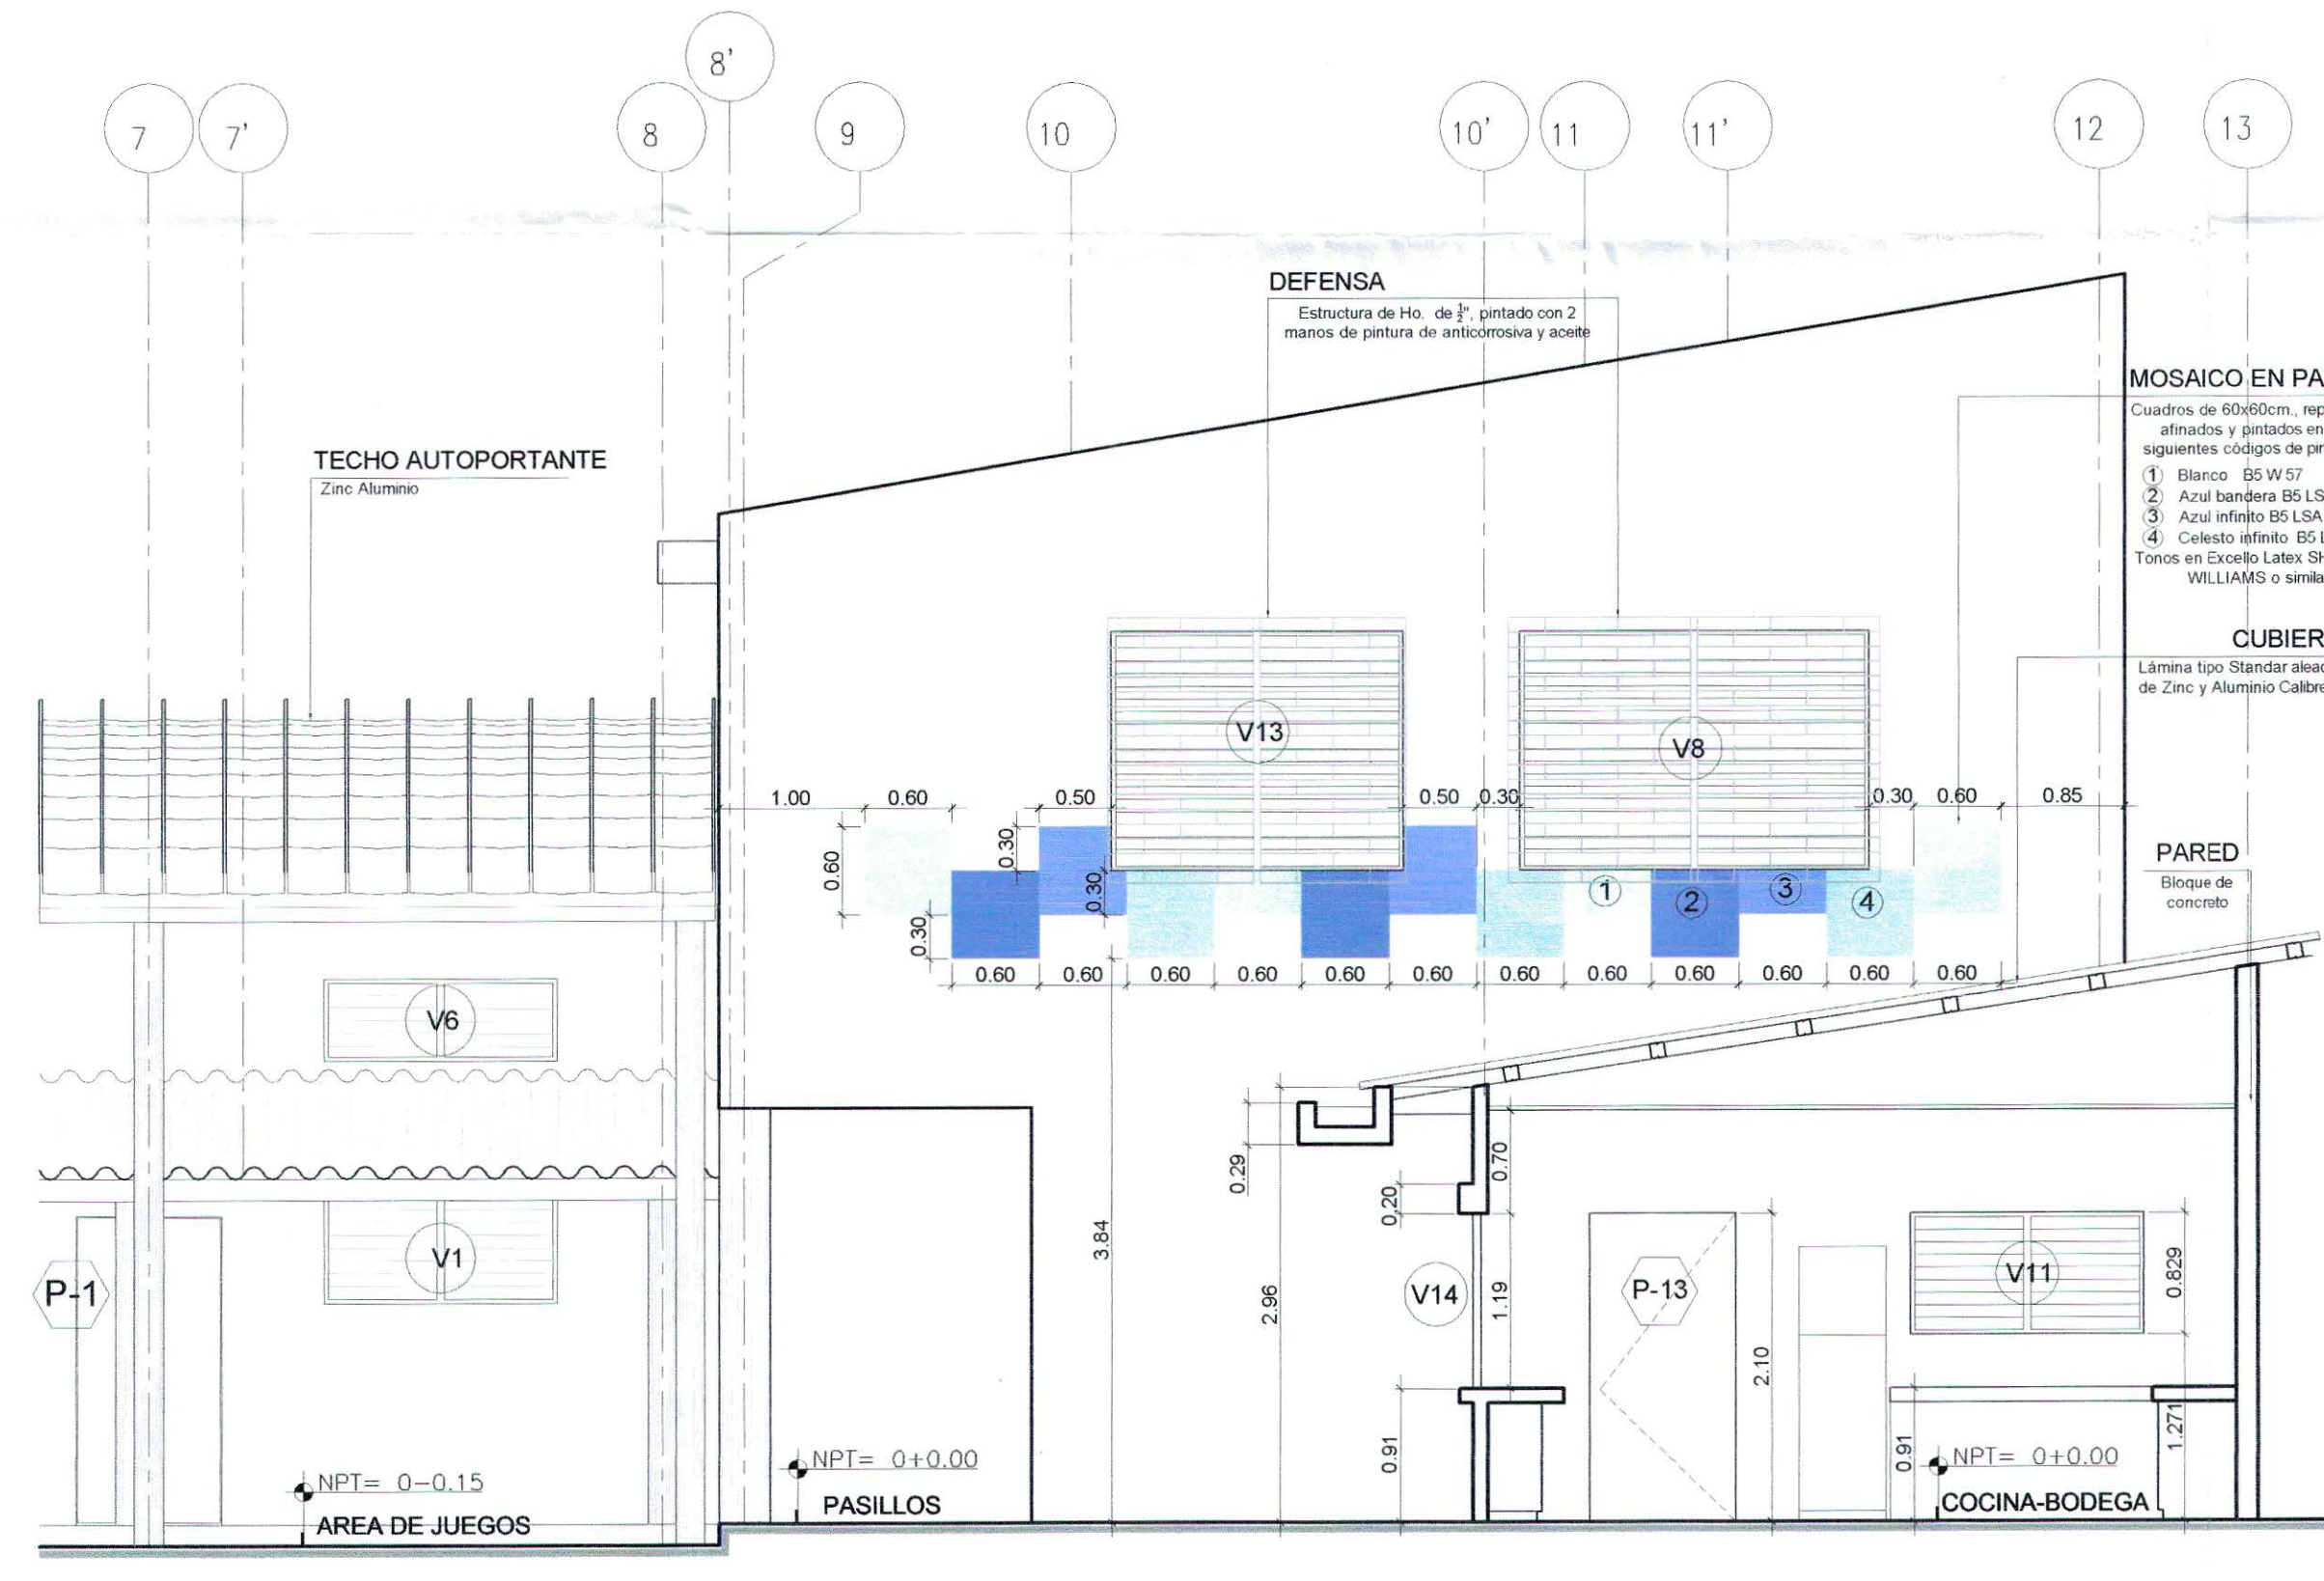 7
7'
8
8'
9
10
10'
11
11'
12
13
DEFENSA
Estructura de Ho. de ½", pintado con 2
manos de pintura de anticorrosiva y aceite
MOSAICO EN PA
Cuadros de 60x60cm., rep
afinados y pintados en
siguientes códigos de pin
1 Blanco B5 W 57
2 Azul bandera B5 LS
3 Azul infinito B5 LSA
4 Celesto infinito B5 L
Tonos en Excello Latex SH
WILLIAMS o simila
TECHO AUTOPORTANTE
Zinc Aluminio
CUBIER
Lámina tipo Standar alead
de Zinc y Aluminio Calibre
V13
V8
1.00
0.60
0.50
0.50
0.30
0.30
0.60
0.85
0.60
0.30
0.30
0.30
1
2
3
4
PARED
Bloque de
concreto
0.60
0.60
0.60
0.60
0.60
0.60
0.60
0.60
0.60
0.60
0.60
0.60
V6
0.29
0.20
0.70
3.84
2.96
V1
P-1
V14
1.19
P-13
2.10
V11
0.829
0.91
0.91
1.271
NPT= 0-0.15
AREA DE JUEGOS
NPT= 0+0.00
PASILLOS
NPT= 0+0.00
COCINA-BODEGA